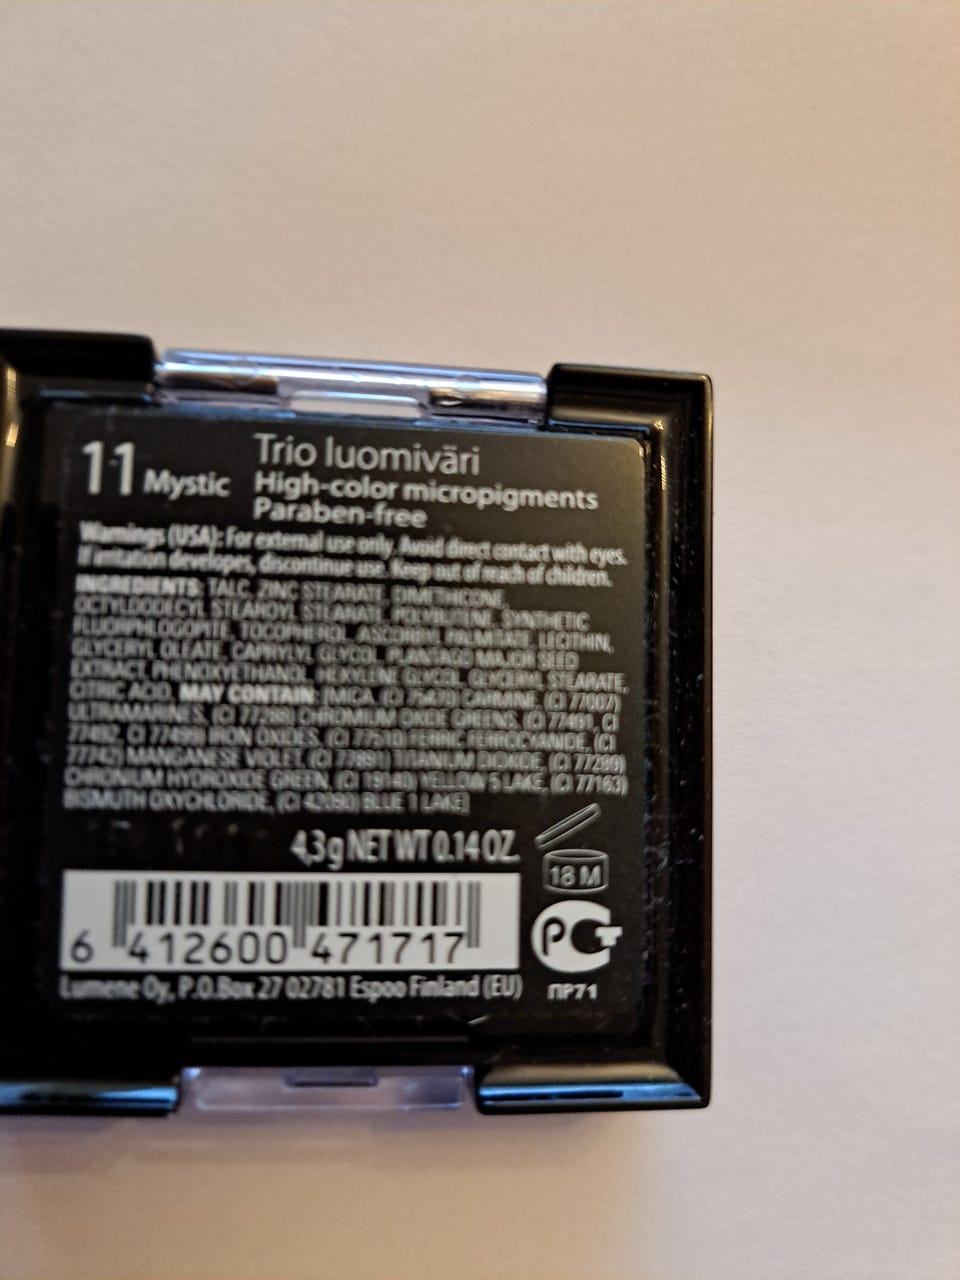 11 Mystic
Trio luomiväri
High-color micropigments
Paraben-free
Warnings (USA): For external use only. Avoid direct contact with eyes.
If irritation developes, discontinue use. Keep out of reach of children.
INGREDIENTS: TALC, ZINC STEARATE, DIMETHICONE,
OCTYLDODECYL STEAROYL STEARATE, POLYBUTENE, SYNTHETIC
FLUORPHLOGOPITE, TOCOPHEROL, ASCORBYL PALMITATE, LECITHIN,
GLYCERYL OLEATE, CAPRYLYL GLYCOL, PLANTAGO MAJOR SEED
EXTRACT, PHENOXYETHANOL, HEXYLENE GLYCOL, GLYCERYL STEARATE,
CITRIC ACID. MAY CONTAIN: [MICA, (CI 75470) CARMINE, (CI 77007)
ULTRAMARINES, (CI 77288) CHROMIUM OXIDE GREENS, (CI 77491, CI
77492, CI 77499) IRON OXIDES, (CI 77510) FERRIC FERROCYANIDE, (CI
77742) MANGANESE VIOLET, (CI 77891) TITANIUM DIOXIDE, (CI 77289)
CHROMIUM HYDROXIDE GREEN, (CI 19140) YELLOW 5 LAKE, (CI 77163)
BISMUTH OXYCHLORIDE, (CI 42090) BLUE 1 LAKE]
4,3 g NET WT 0.14 OZ.
18 M
6 412600 471717
РСТ
ПР71
Lumene Oy, P.O.Box 27 02781 Espoo Finland (EU)